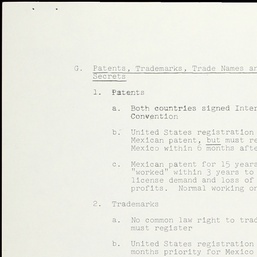 G. Patents, Trademarks, Trade Names an
Secrets
1. Patents
a. Both countries signed Inter
Convention
b. United States registration
Mexican patent, but must re
Mexico within 6 months afte
c. Mexican patent for 15 years
"worked" within 3 years to
license demand and loss of
profits. Normal working on
2. Trademarks
a. No common law right to trad
must register
b. United States registration
months priority for Mexico